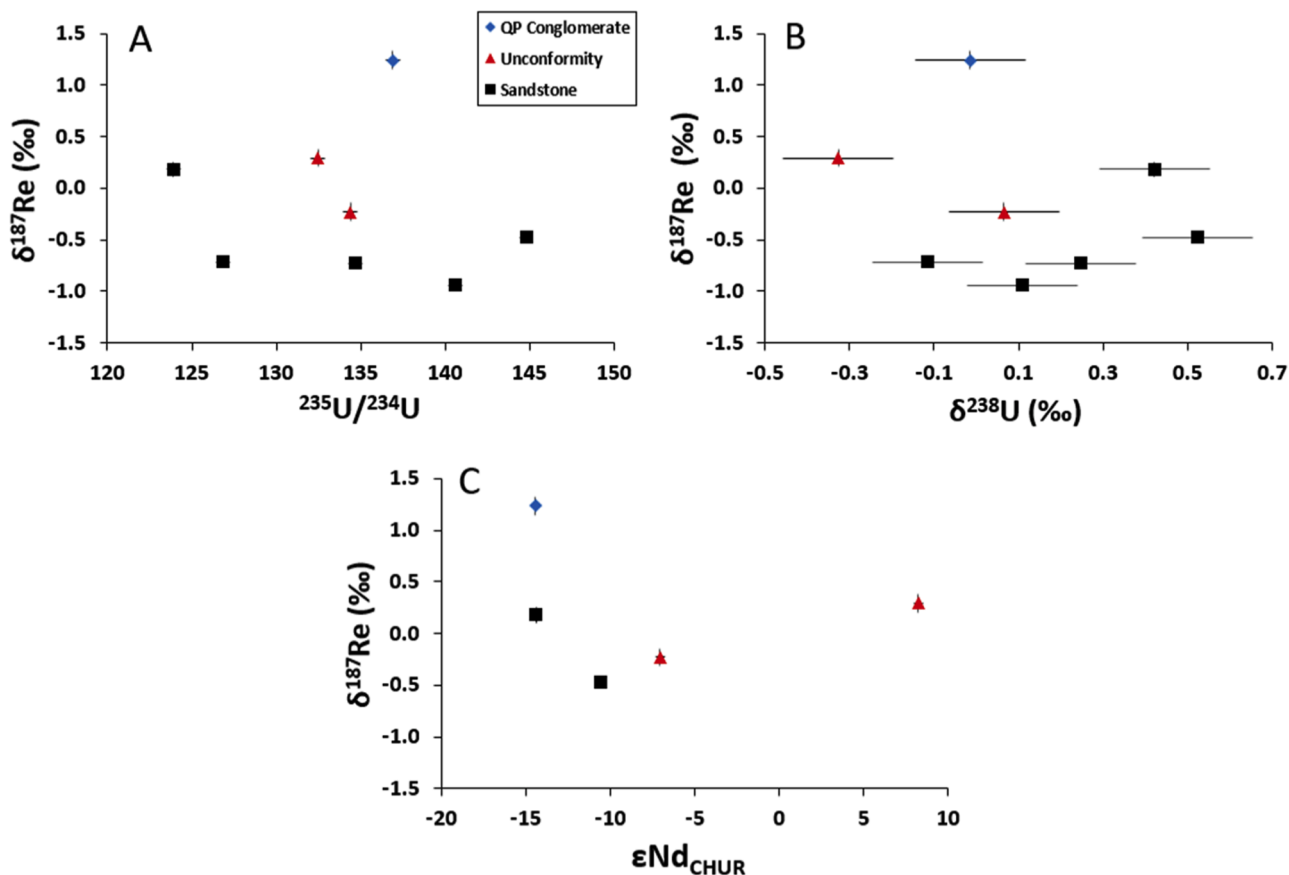 A
QP Conglomerate
Unconformity
Sandstone
1.5
1.0
0.5
0.0
-0.5
-1.0
-1.5
δ187Re (‰)
120 125 130 135 140 145 150
235U/234U
B
1.5
1.0
0.5
0.0
-0.5
-1.0
-1.5
δ187Re (‰)
-0.5 -0.3 -0.1 0.1 0.3 0.5 0.7
δ238U (‰)
C
1.5
1.0
0.5
0.0
-0.5
-1.0
-1.5
δ187Re (‰)
-20 -15 -10 -5 0 5 10
εNdCHUR